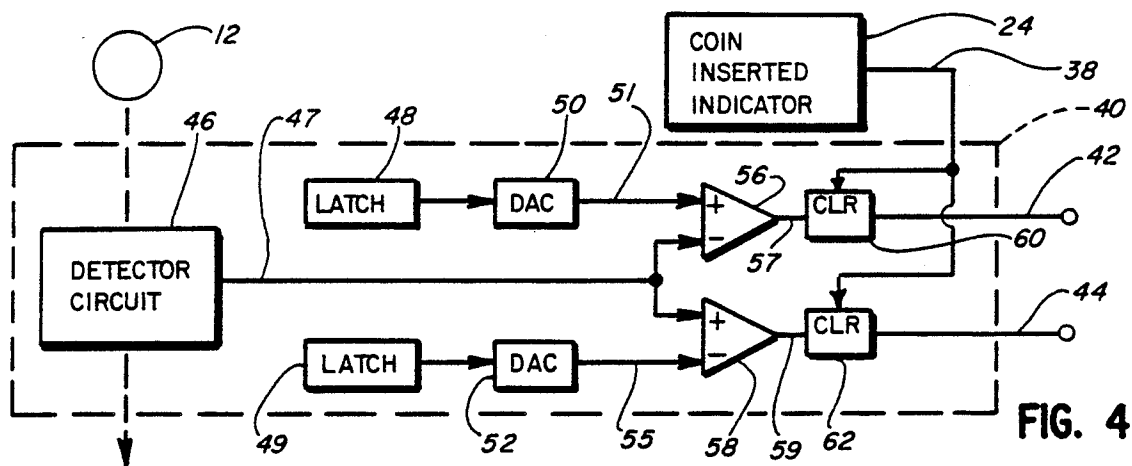 12
COIN
INSERTED
INDICATOR
24
38
40
46
47
48
50
51
56
42
LATCH
DAC
+
−
57
CLR
60
DETECTOR
CIRCUIT
44
+
−
CLR
LATCH
DAC
49
52
55
58
59
62
FIG. 4